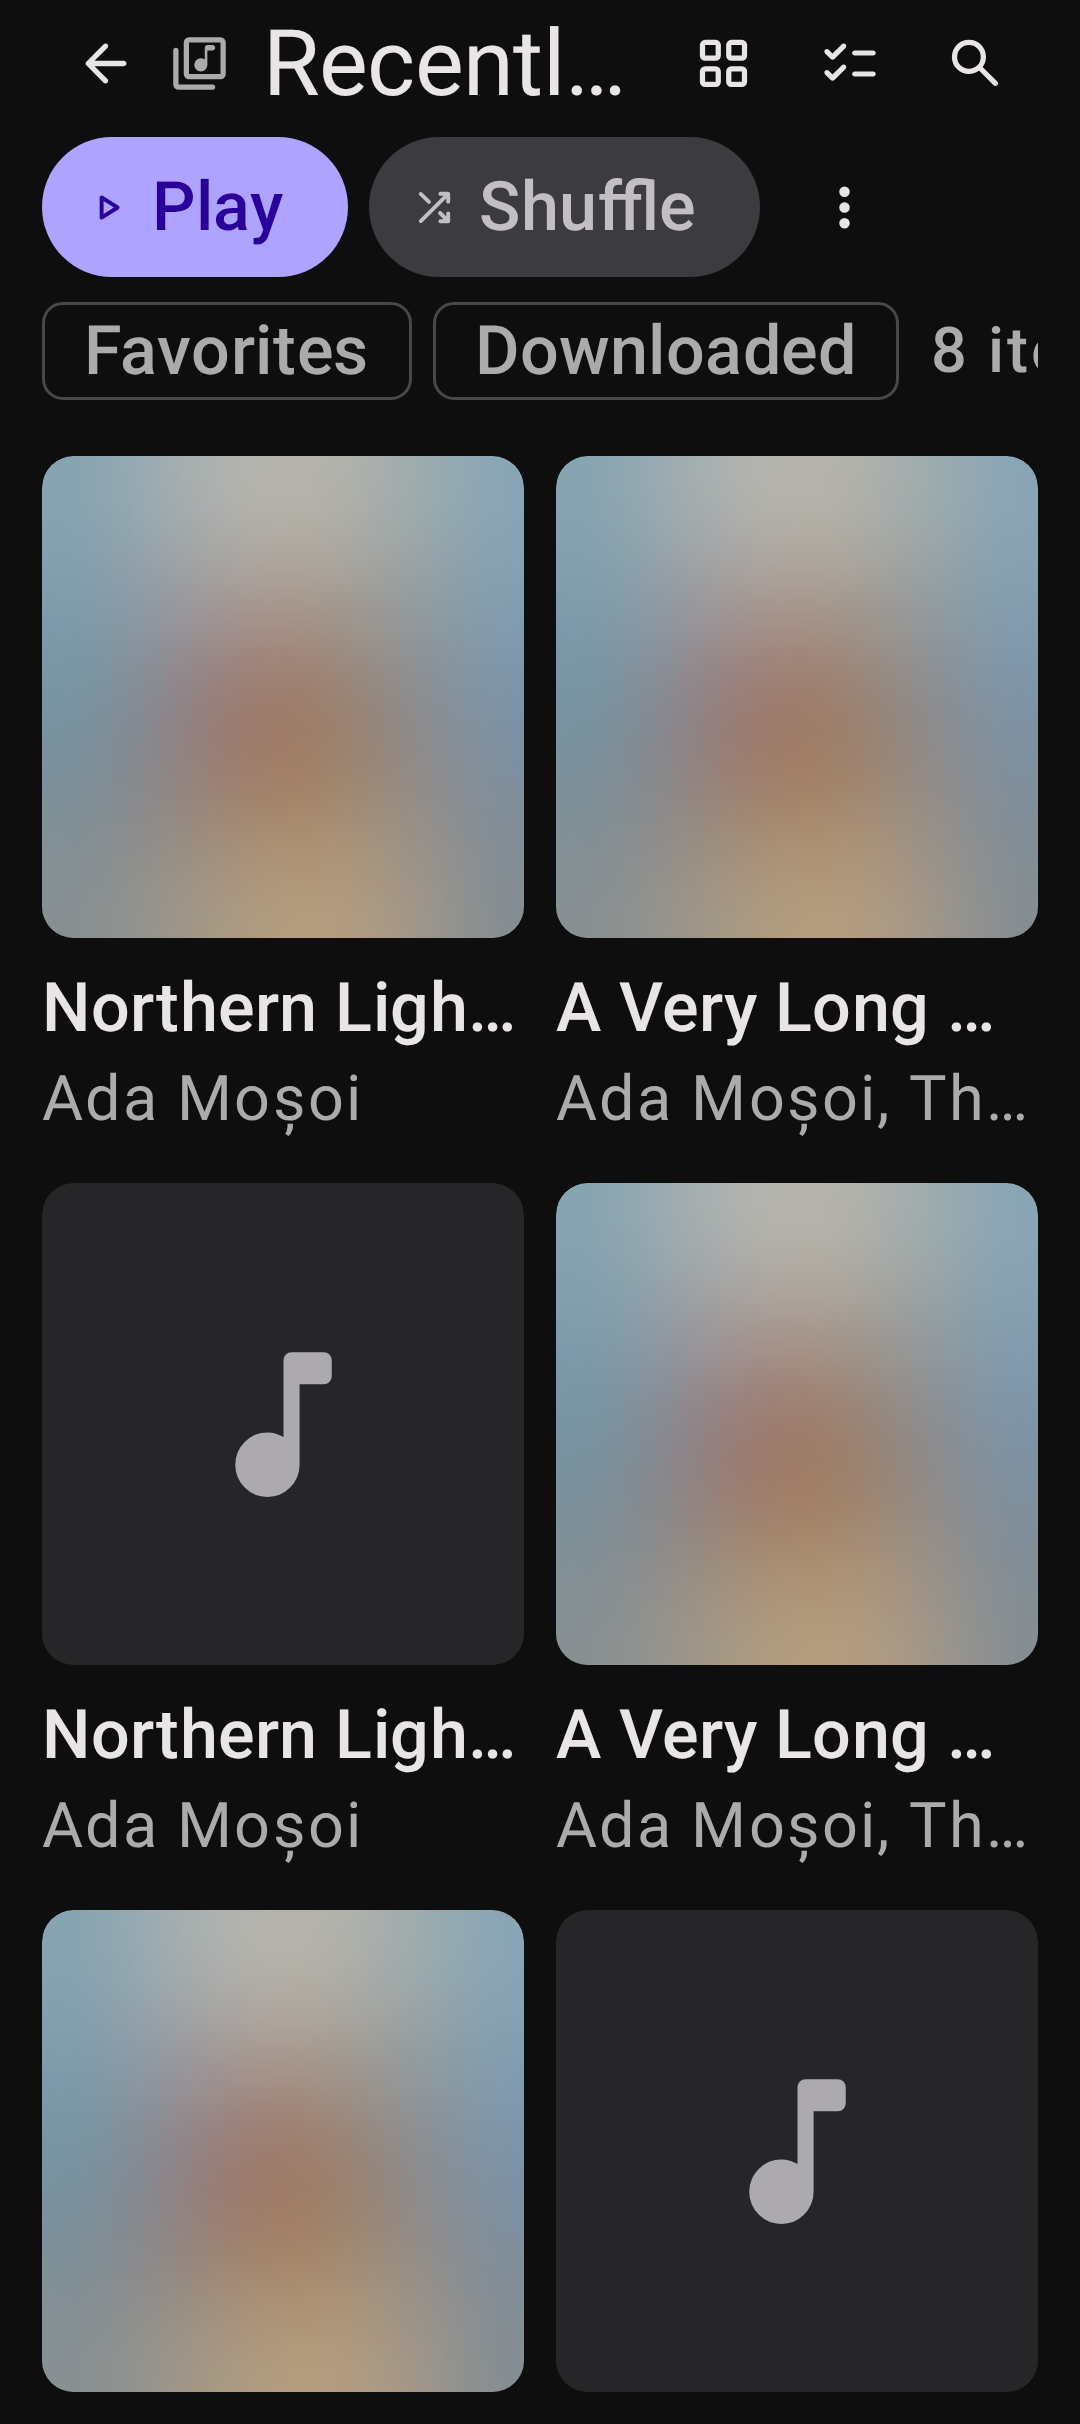 Recentl…
Play
Shuffle
Favorites
Downloaded
8 it
Northern Ligh…
A Very Long …
Ada Moșoi
Ada Moșoi, Th…
Northern Ligh…
A Very Long …
Ada Moșoi
Ada Moșoi, Th…